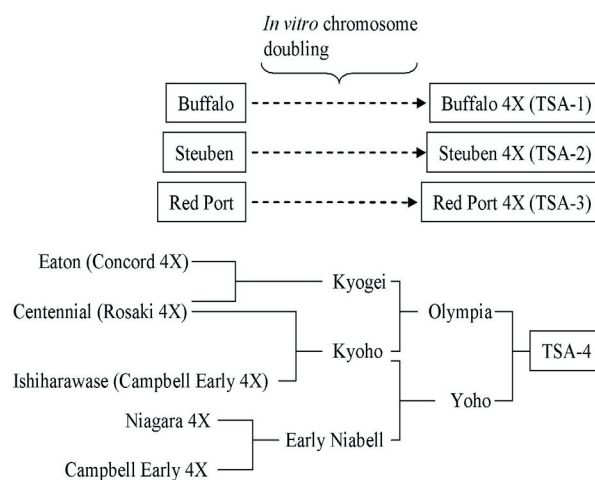 In vitro chromosome
doubling
Buffalo
Buffalo 4X (TSA-1)
Steuben
Steuben 4X (TSA-2)
Red Port
Red Port 4X (TSA-3)
Eaton (Concord 4X)
Kyogei
Centennial (Rosaki 4X)
Olympia
Kyoho
TSA-4
Ishiharawase (Campbell Early 4X)
Yoho
Niagara 4X
Early Niabell
Campbell Early 4X